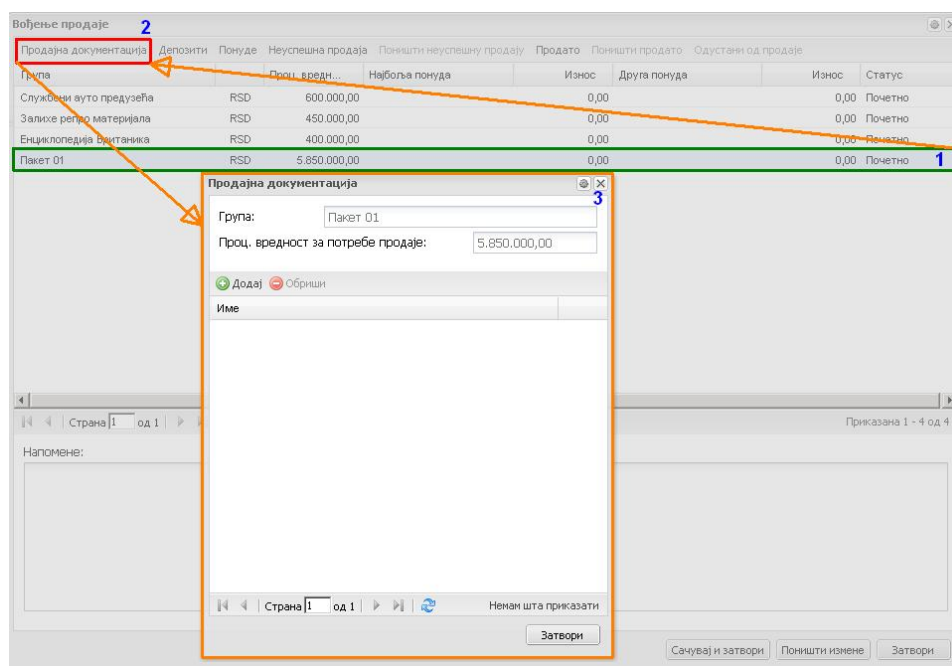 Вођење продаје 2
Продајна документација Депозити Понуде Неуспешна продаја Поништи неуспешну продају Продато Поништи продато Одустани од продаје
Група Проц. вредн... Најбоља понуда Износ Друга понуда Износ Статус
Службени ауто предузећа RSD 600.000,00 0,00 0,00 Почетно
Залихе репро материјала RSD 450.000,00 0,00 0,00 Почетно
Енциклопедија Британика RSD 400.000,00 0,00 0,00 Почетно
Пакет 01 RSD 5.850.000,00 0,00 0,00 Почетно 1
Продајна документација
3
Група: Пакет 01
Проц. вредност за потребе продаје: 5.850.000,00
Додај Обриши
Име
Страна 1 од 1
Приказана 1 - 4 од 4
Напомене:
Страна 1 од 1 Немам шта приказати
Затвори
Сачувај и затвори Поништи измене Затвори